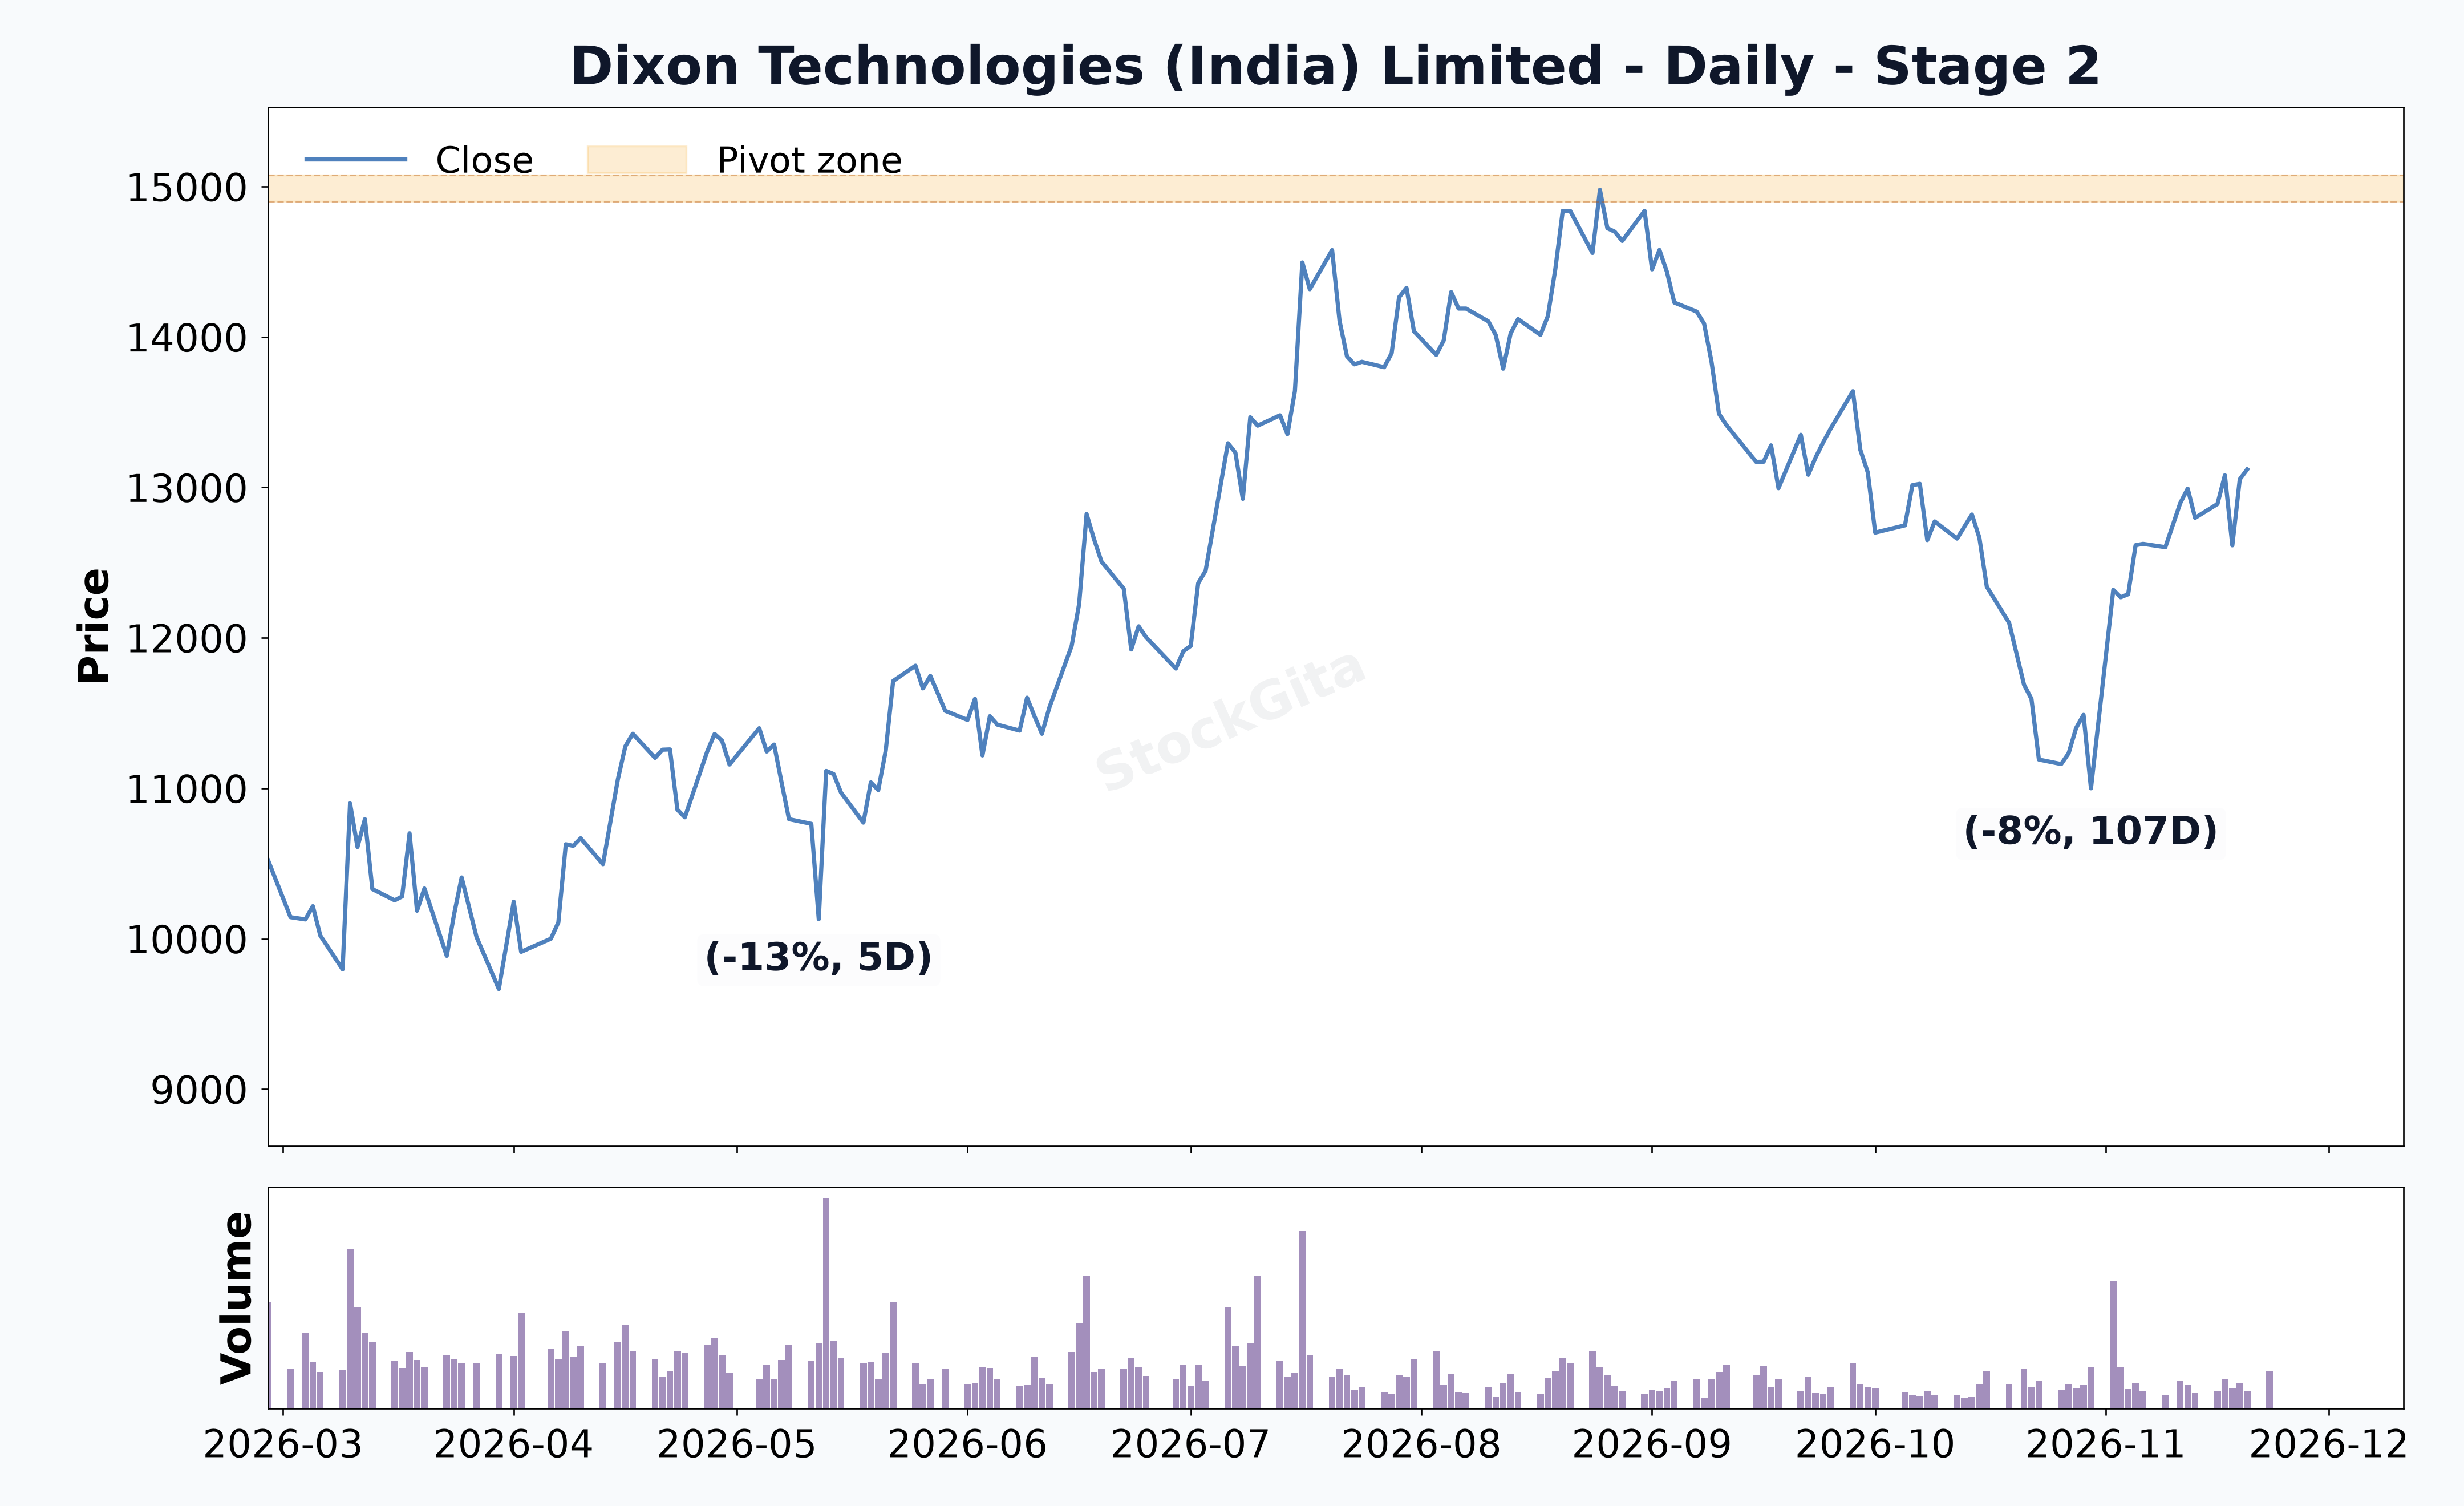 Dixon Technologies (India) Limited - Daily - Stage 2
Close
Pivot zone
15000
14000
13000
12000
11000
10000
9000
Price
StockGita
(-13%, 5D)
(-8%, 107D)
Volume
2026-03
2026-04
2026-05
2026-06
2026-07
2026-08
2026-09
2026-10
2026-11
2026-12